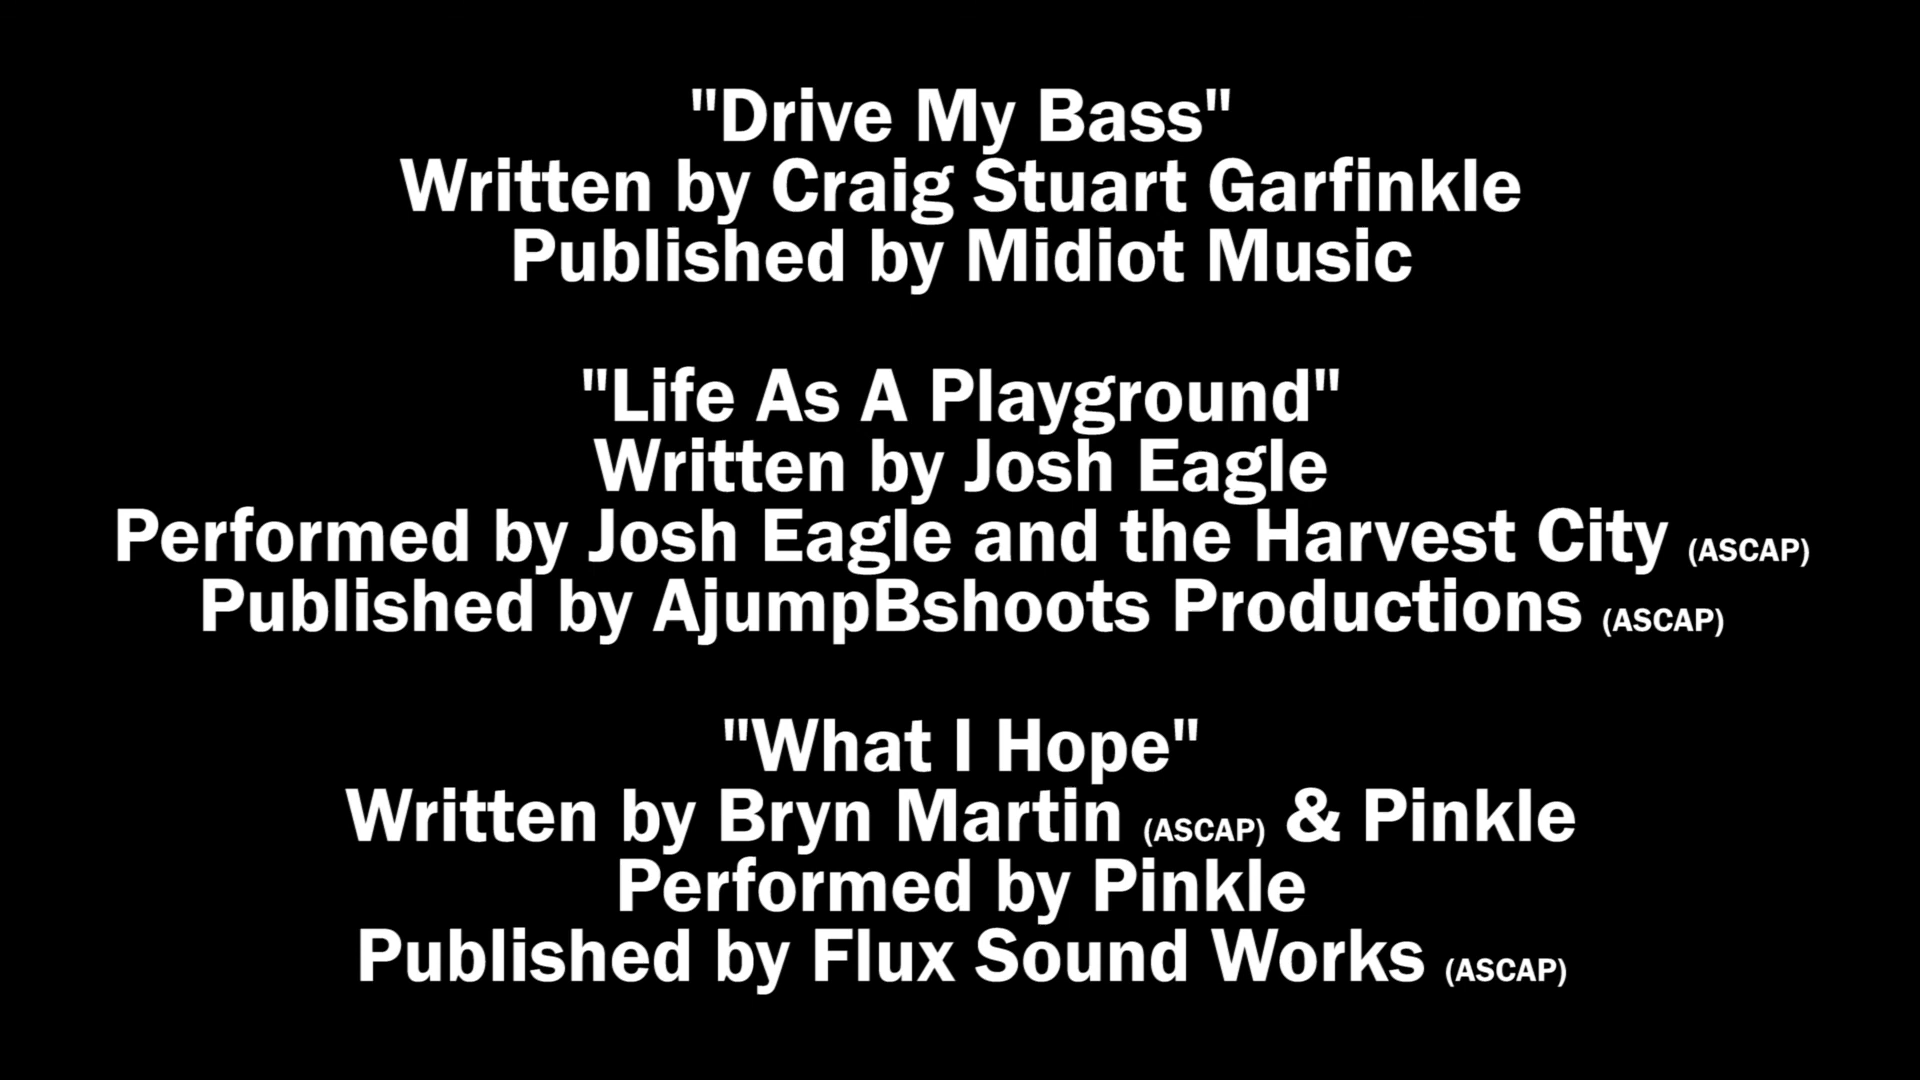 "Drive My Bass"
Written by Craig Stuart Garfinkle
Published by Midiot Music
"Life As A Playground"
Written by Josh Eagle
Performed by Josh Eagle and the Harvest City (ASCAP)
Published by AjumpBshoots Productions (ASCAP)
"What I Hope"
Written by Bryn Martin (ASCAP) & Pinkle
Performed by Pinkle
Published by Flux Sound Works (ASCAP)